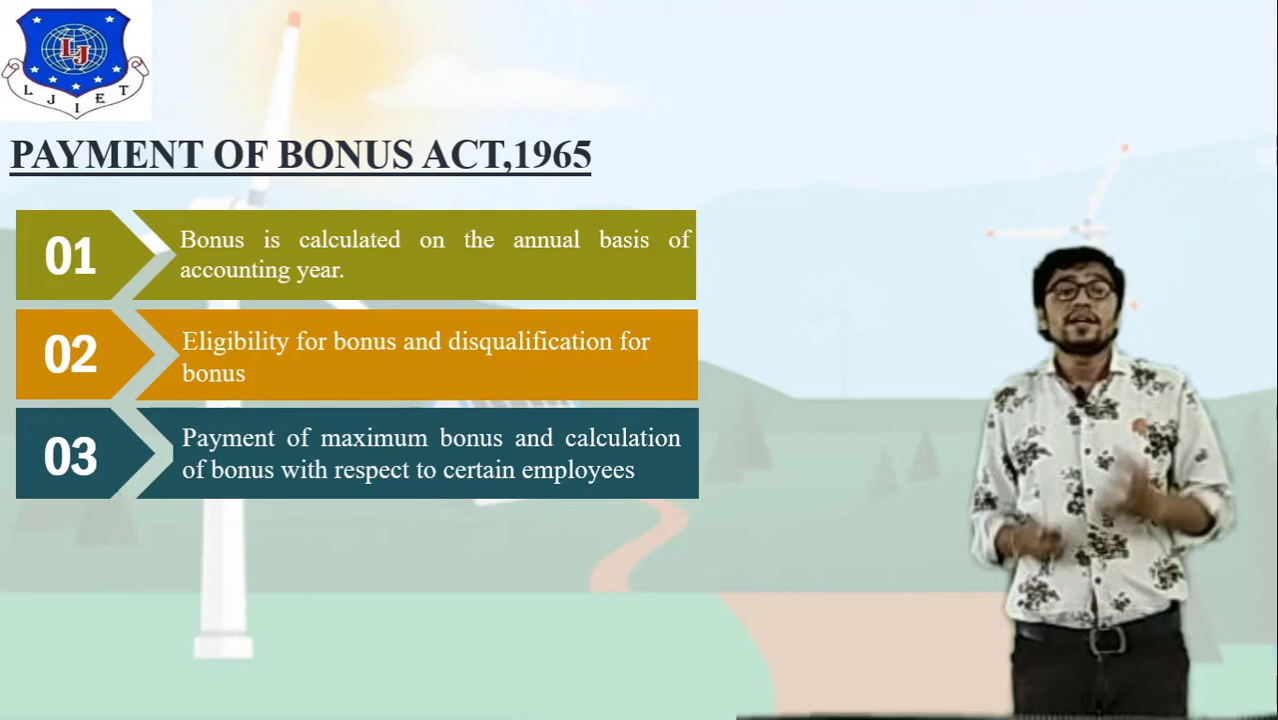 LJ
LJIET
PAYMENT OF BONUS ACT,1965
01
Bonus is calculated on the annual basis of
accounting year.
02
Eligibility for bonus and disqualification for
bonus
03
Payment of maximum bonus and calculation
of bonus with respect to certain employees